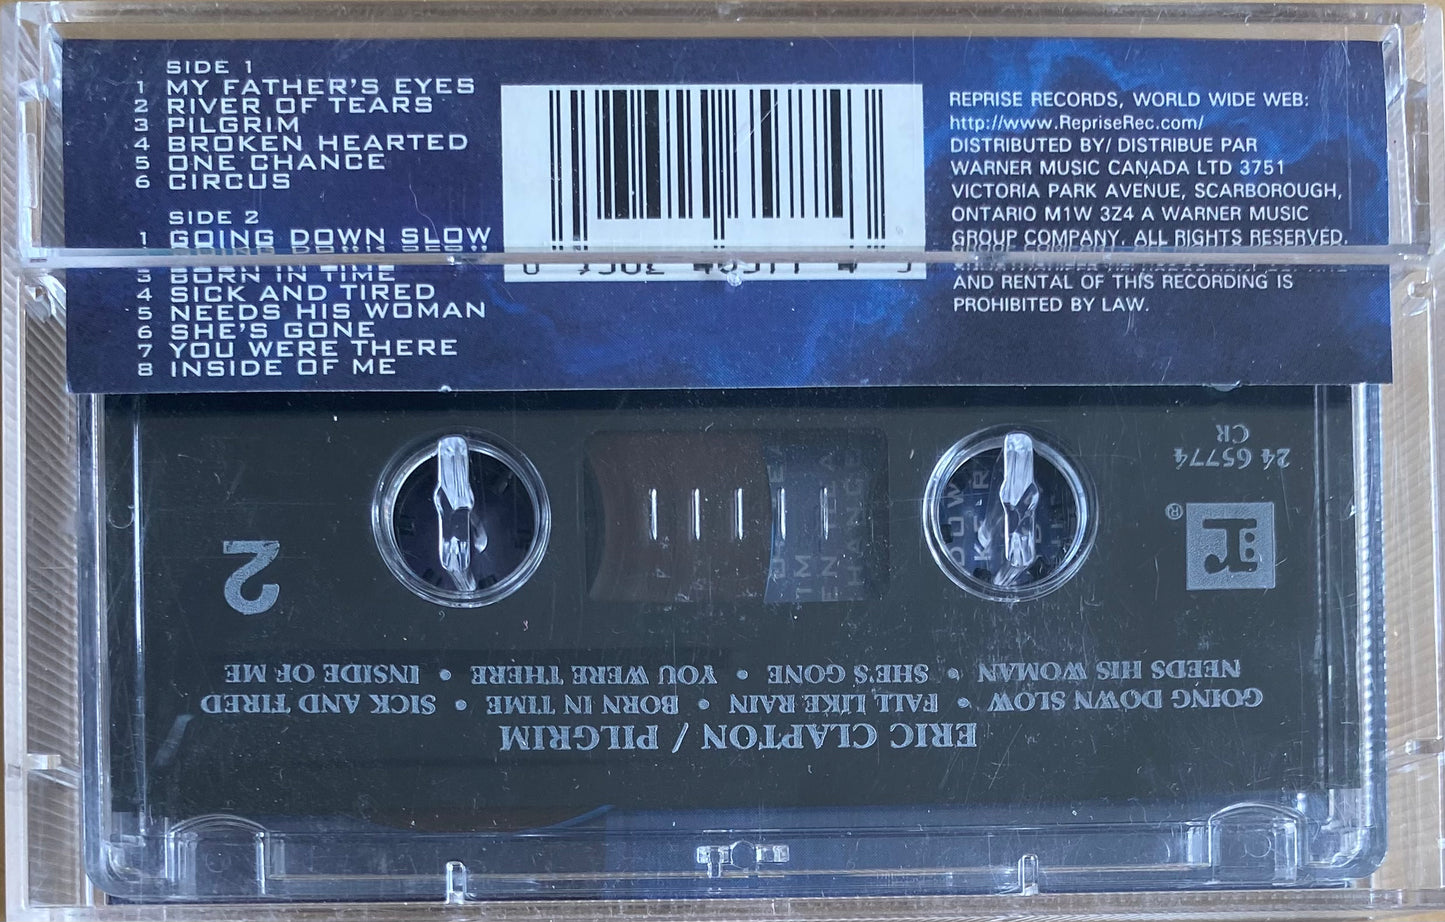 SIDE 1
1 MY FATHER'S EYES
2 RIVER OF TEARS
3 PILGRIM
4 BROKEN HEARTED
5 ONE CHANCE
6 CIRCUS
SIDE 2
1 GOING DOWN SLOW
3 BORN IN TIME
4 SICK AND TIRED
5 NEEDS HIS WOMAN
6 SHE'S GONE
7 YOU WERE THERE
8 INSIDE OF ME
REPRISE RECORDS, WORLD WIDE WEB:
http://www.RepriseRec.com/
DISTRIBUTED BY/ DISTRIBUE PAR
WARNER MUSIC CANADA LTD 3751
VICTORIA PARK AVENUE, SCARBOROUGH,
ONTARIO M1W 3Z4 A WARNER MUSIC
GROUP COMPANY. ALL RIGHTS RESERVED.
AND RENTAL OF THIS RECORDING IS
PROHIBITED BY LAW.
ERIC CLAPTON / PILGRIM
GOING DOWN SLOW • FALL LIKE RAIN • BORN IN TIME • SICK AND TIRED
NEEDS HIS WOMAN • SHE'S GONE • YOU WERE THERE • INSIDE OF ME
2
®
24 65774
CR